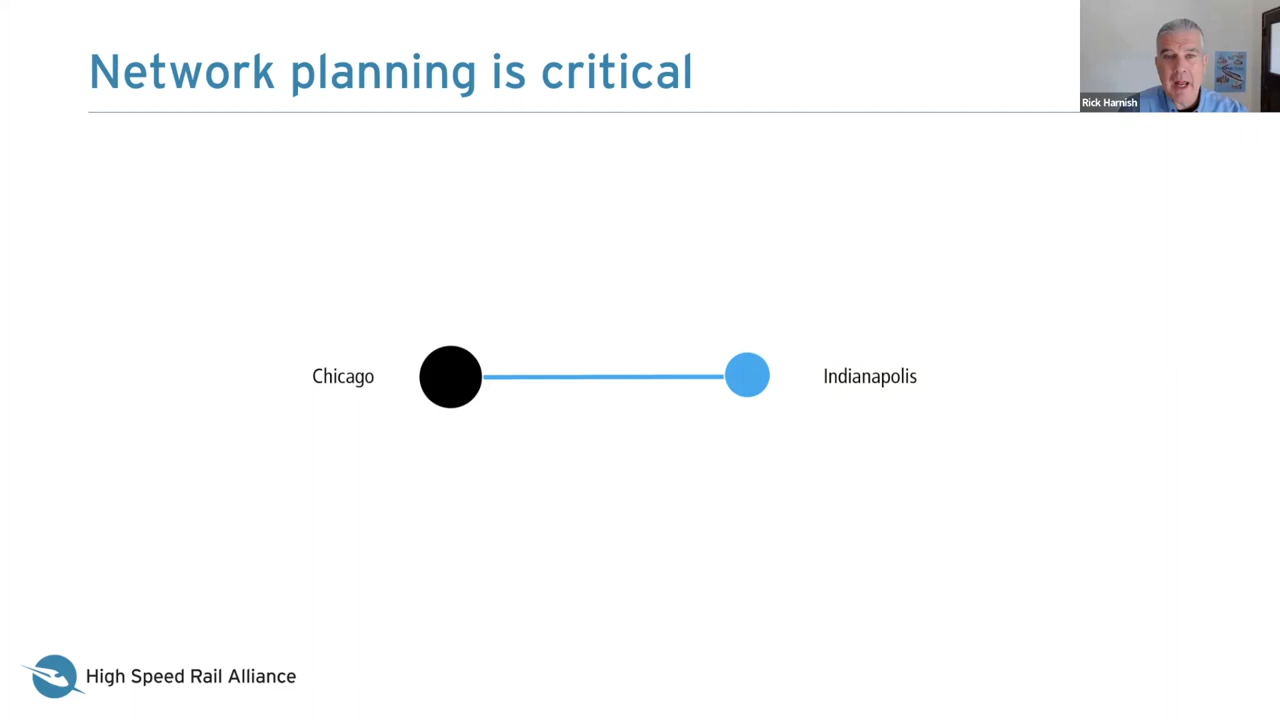 Network planning is critical
Rick Harnish
Chicago
Indianapolis
High Speed Rail Alliance